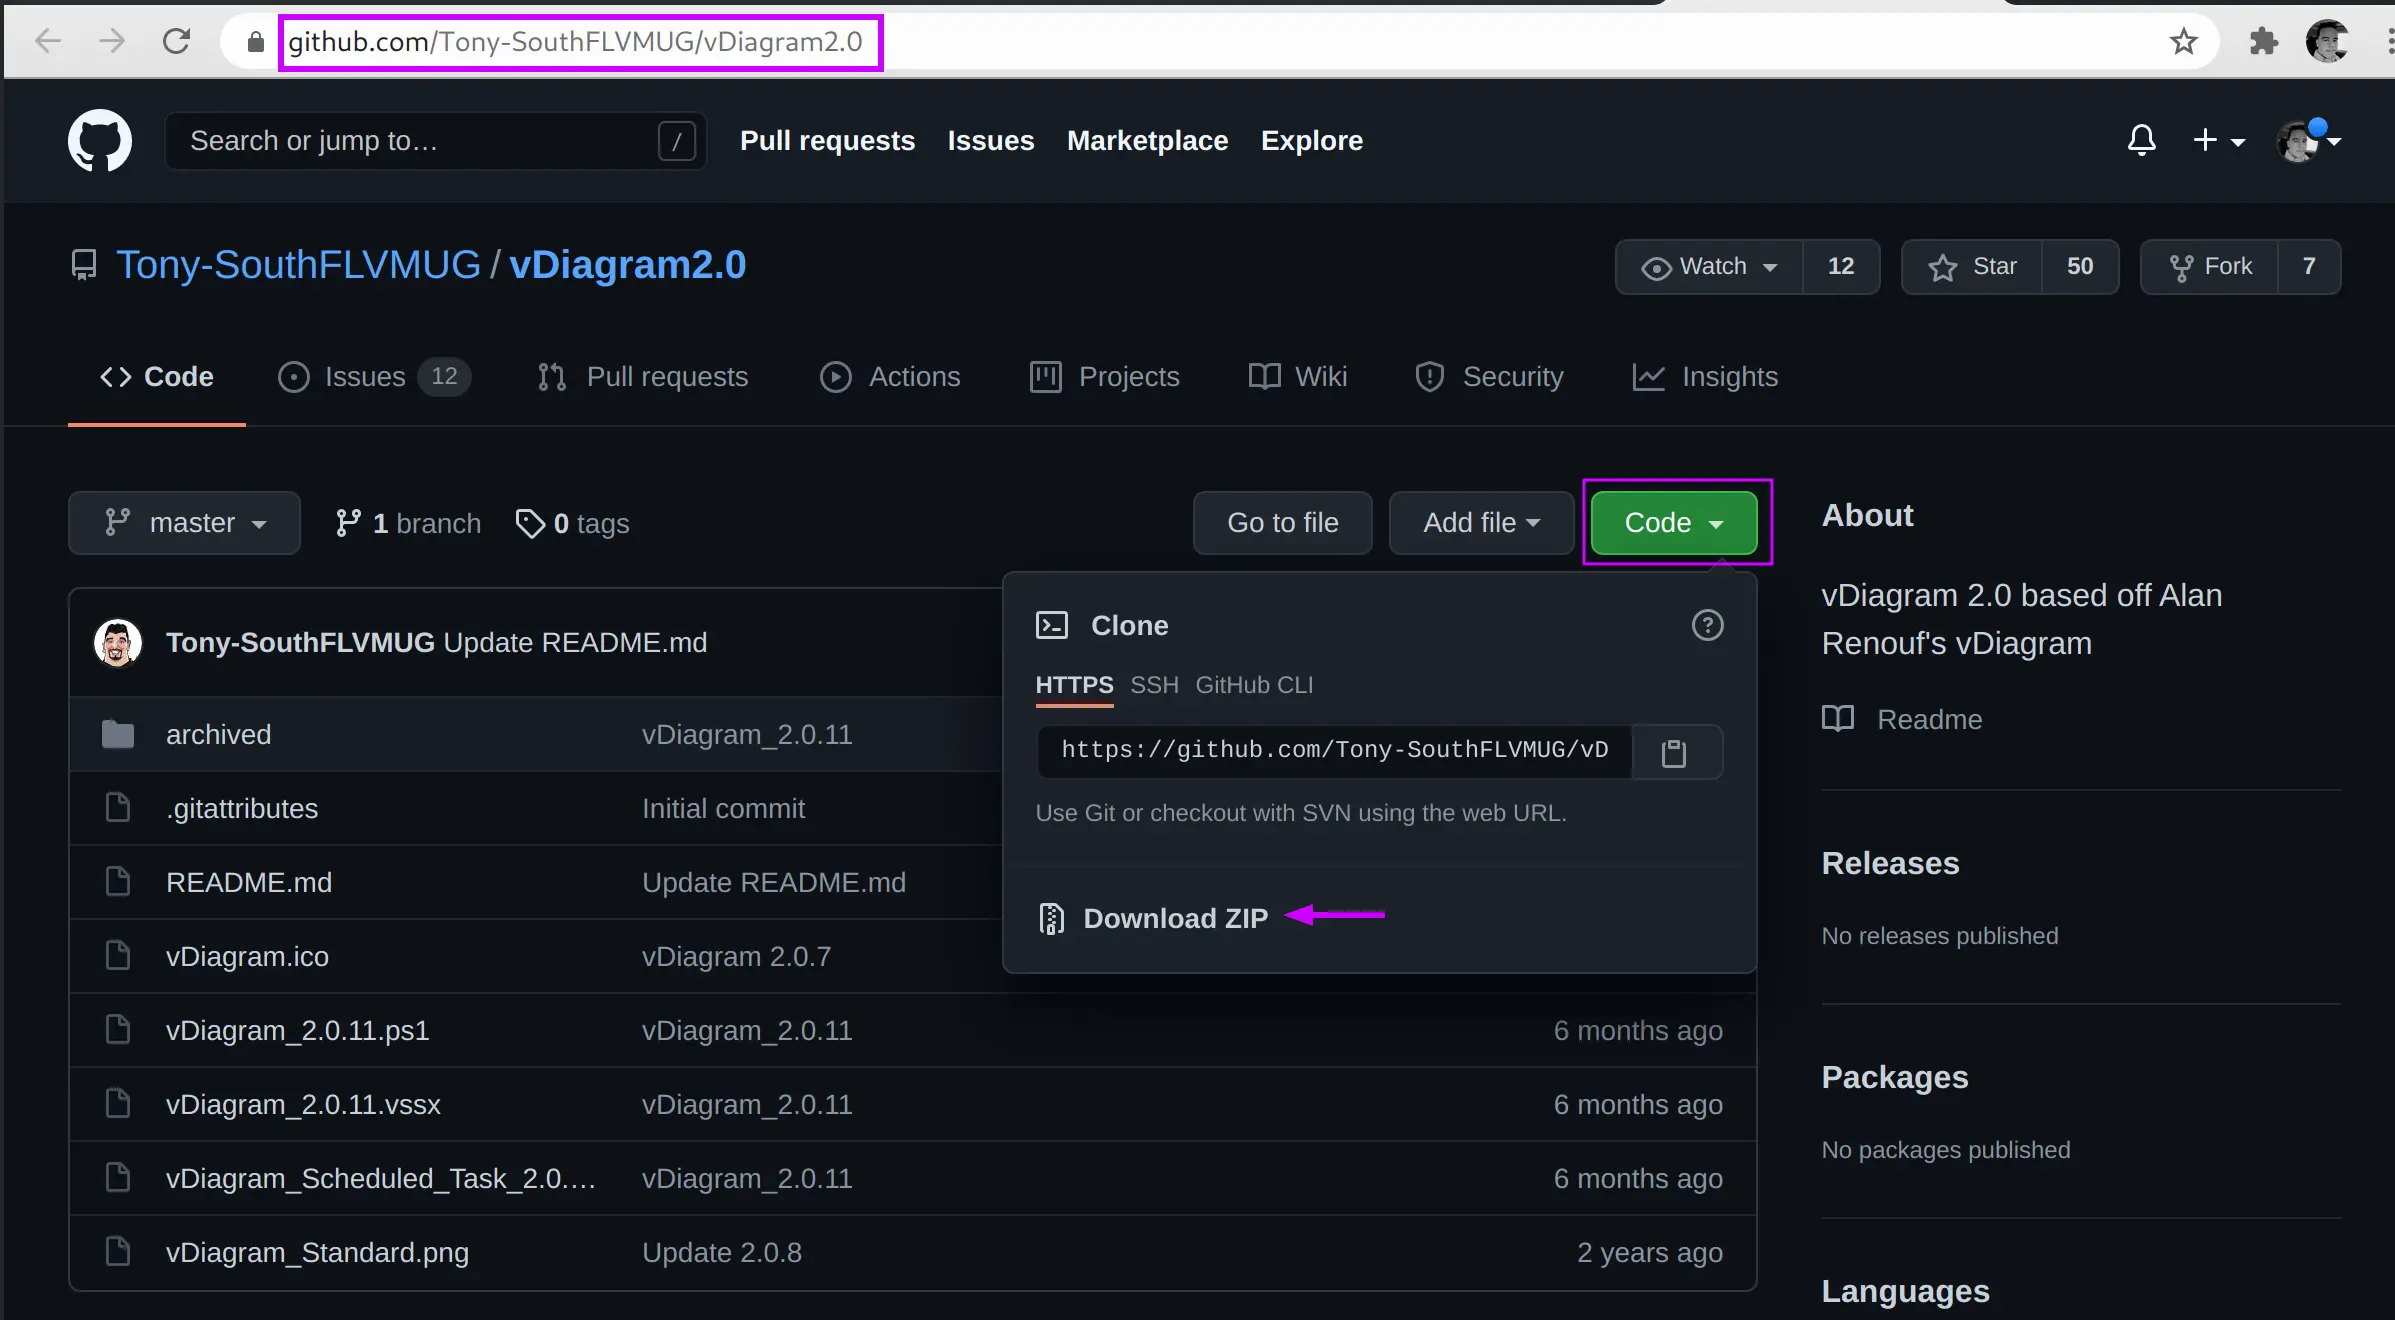 github.com/Tony-SouthFLVMUG/vDiagram2.0
Search or jump to… /
Pull requests Issues Marketplace Explore
Tony-SouthFLVMUG / vDiagram2.0
Watch 12 Star 50 Fork 7
Code Issues 12 Pull requests Actions Projects Wiki Security Insights
master 1 branch 0 tags Go to file Add file Code
Tony-SouthFLVMUG Update README.md
archived vDiagram_2.0.11
.gitattributes Initial commit
README.md Update README.md
vDiagram.ico vDiagram 2.0.7
vDiagram_2.0.11.ps1 vDiagram_2.0.11 6 months ago
vDiagram_2.0.11.vssx vDiagram_2.0.11 6 months ago
vDiagram_Scheduled_Task_2.0.… vDiagram_2.0.11 6 months ago
vDiagram_Standard.png Update 2.0.8 2 years ago
Clone
HTTPS SSH GitHub CLI
https://github.com/Tony-SouthFLVMUG/vD
Use Git or checkout with SVN using the web URL.
Download ZIP
About
vDiagram 2.0 based off Alan
Renouf's vDiagram
Readme
Releases
No releases published
Packages
No packages published
Languages